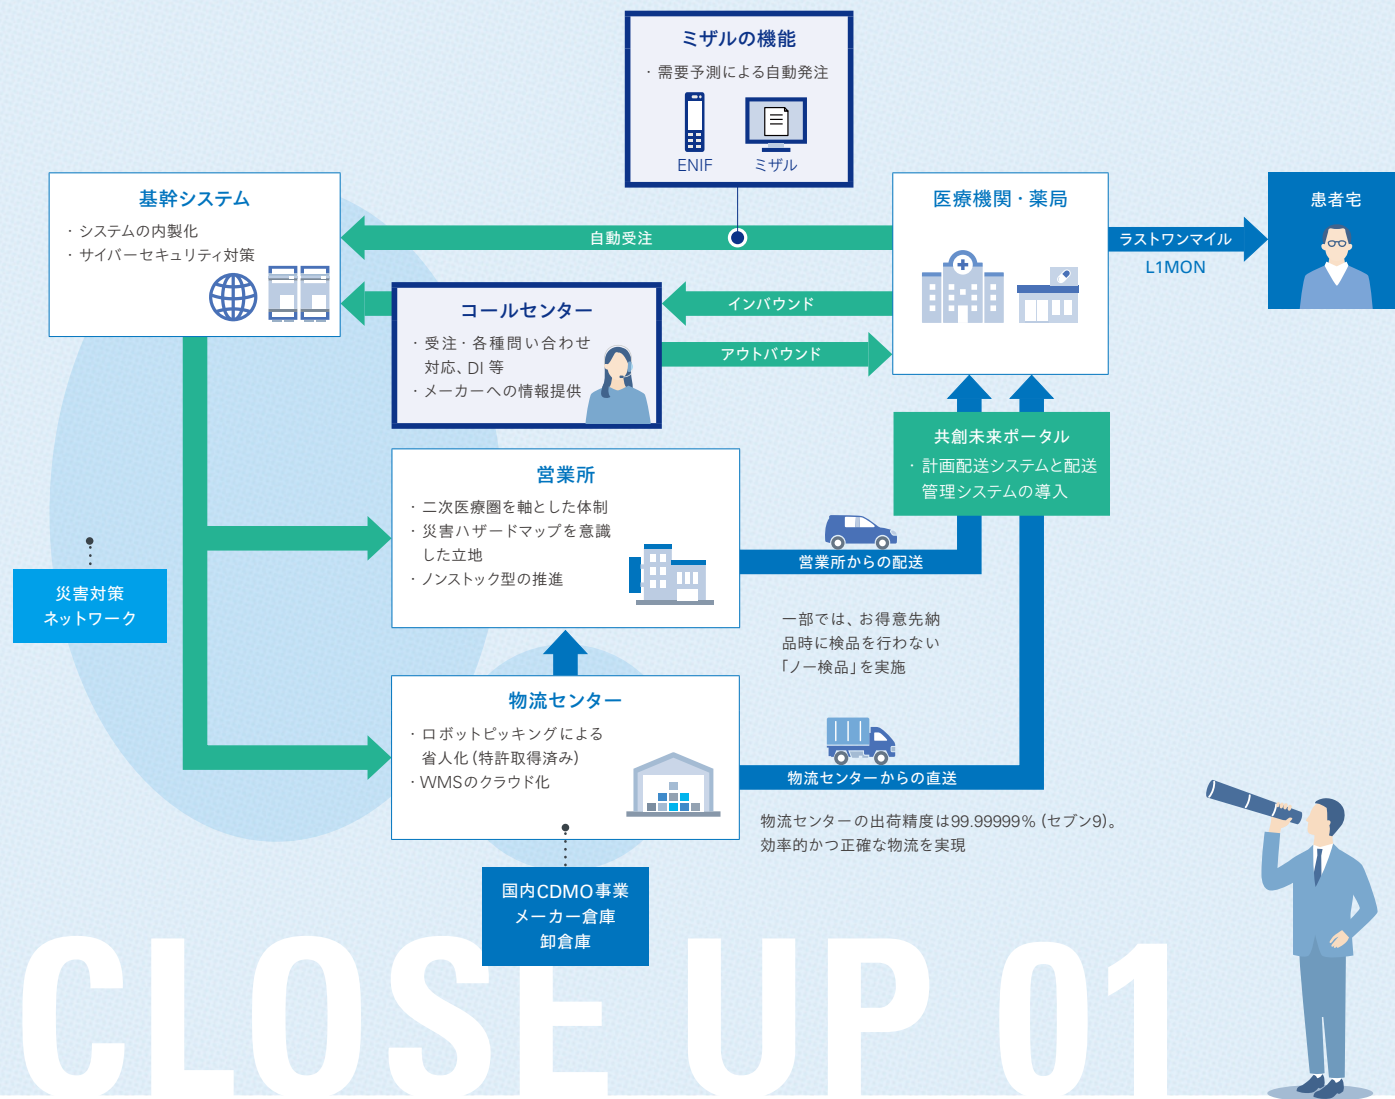 ミザルの機能
・需要予測による自動発注
ENIF
ミザル
基幹システム
・システムの内製化
・サイバーセキュリティ対策
自動受注
医療機関・薬局
ラストワンマイル
L1MON
患者宅
コールセンター
・受注・各種問い合わせ
対応、DI 等
・メーカーへの情報提供
インバウンド
アウトバウンド
共創未来ポータル
・計画配送システムと配送
管理システムの導入
営業所
・二次医療圏を軸とした体制
・災害ハザードマップを意識
した立地
・ノンストック型の推進
営業所からの配送
災害対策
ネットワーク
一部では、お得意先納
品時に検品を行わない
「ノー検品」を実施
物流センター
・ロボットピッキングによる
省人化（特許取得済み）
・WMSのクラウド化
物流センターからの直送
物流センターの出荷精度は99.99999％（セブン9）。
効率的かつ正確な物流を実現
国内CDMO事業
メーカー倉庫
卸倉庫
CLOSE UP 01